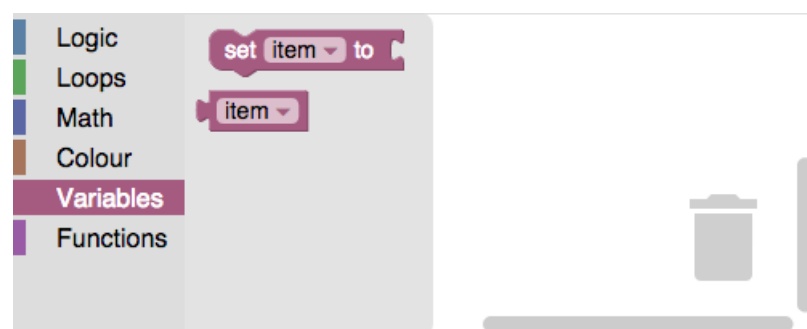 Logic
Loops
Math
Colour
Variables
Functions
set item to
item